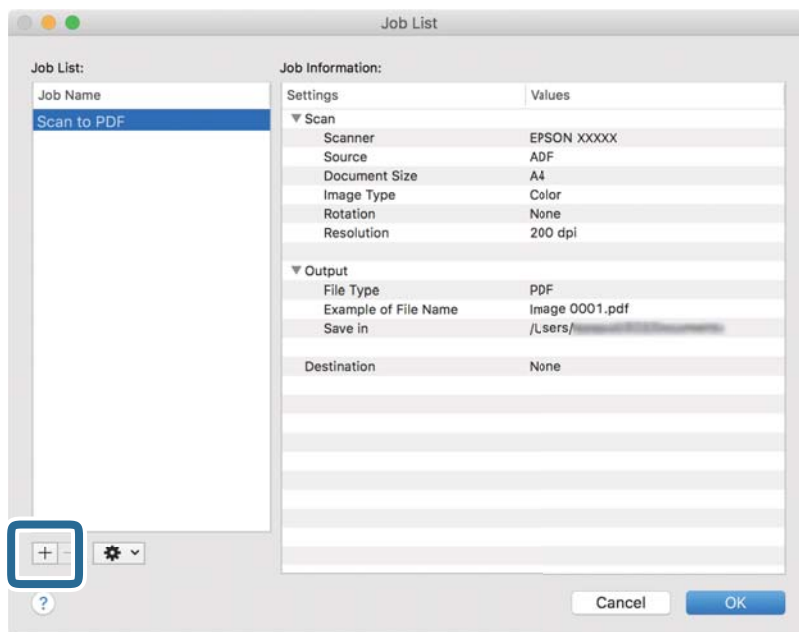 Job List
Job List:
Job Name
Scan to PDF
Job Information:
Settings Values
▼ Scan
Scanner EPSON XXXXX
Source ADF
Document Size A4
Image Type Color
Rotation None
Resolution 200 dpi
▼ Output
File Type PDF
Example of File Name Image 0001.pdf
Save in /Users/
Destination None
+ −
?
Cancel OK